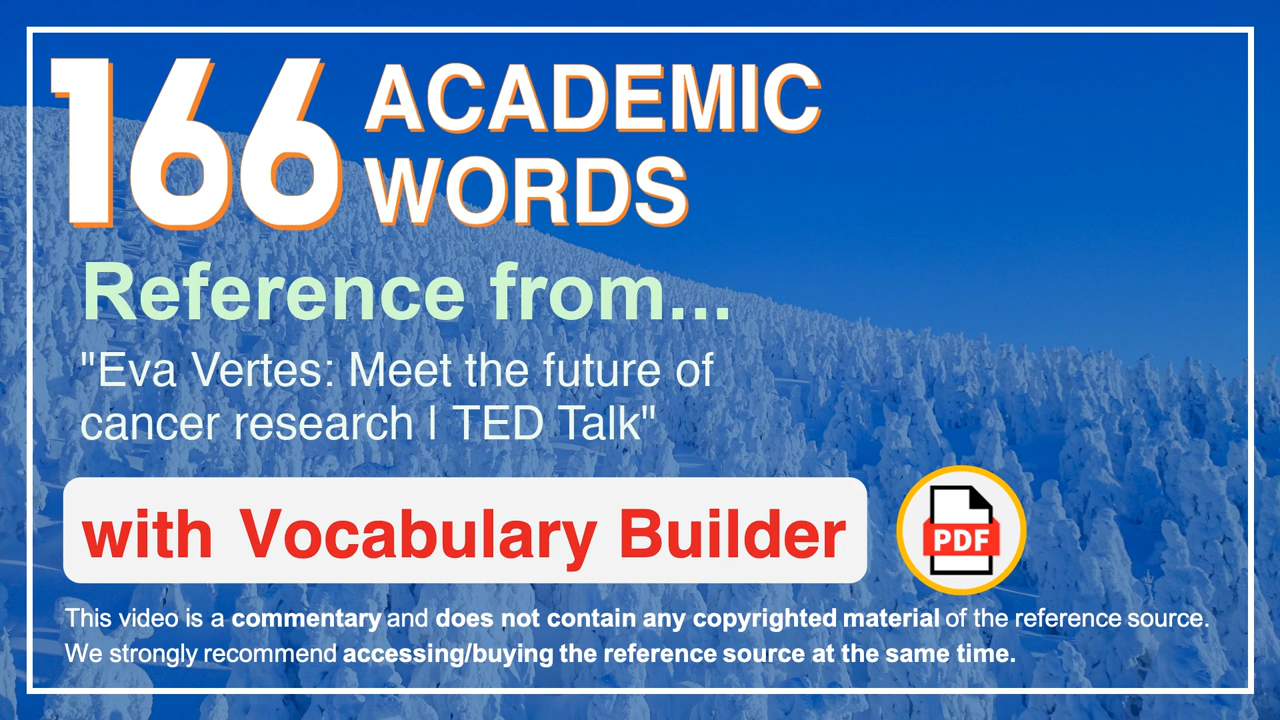 166 ACADEMIC
WORDS
Reference from...
"Eva Vertes: Meet the future of
cancer research | TED Talk"
with Vocabulary Builder
PDF
This video is a commentary and does not contain any copyrighted material of the reference source.
We strongly recommend accessing/buying the reference source at the same time.